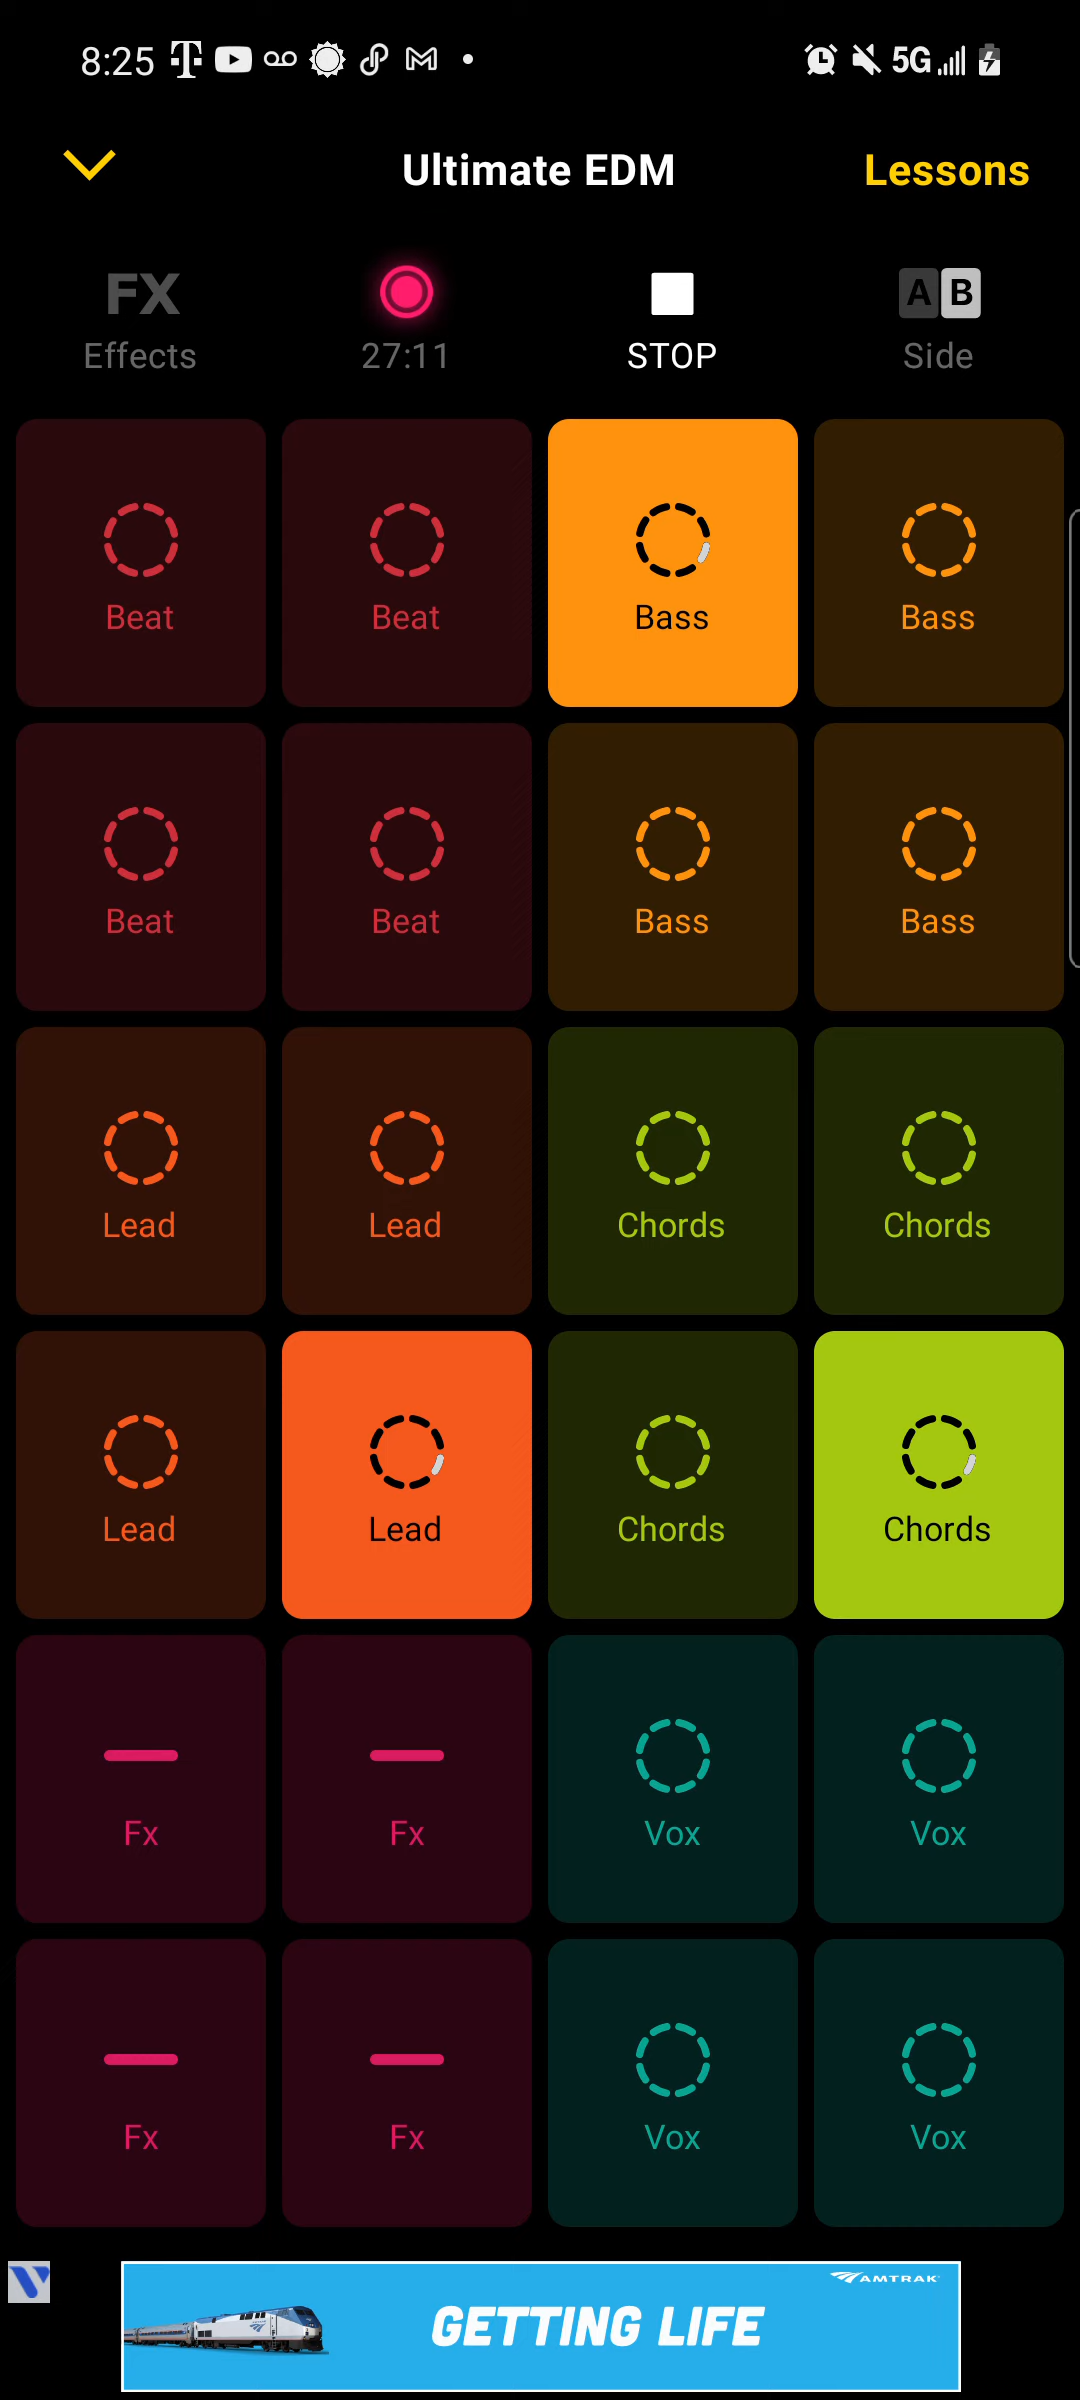 8:25 5G
Ultimate EDM Lessons
FX A B
Effects 27:11 STOP Side
Beat Beat Bass Bass
Beat Beat Bass Bass
Lead Lead Chords Chords
Lead Lead Chords Chords
Fx Fx Vox Vox
Fx Fx Vox Vox
AMTRAK
GETTING LIFE